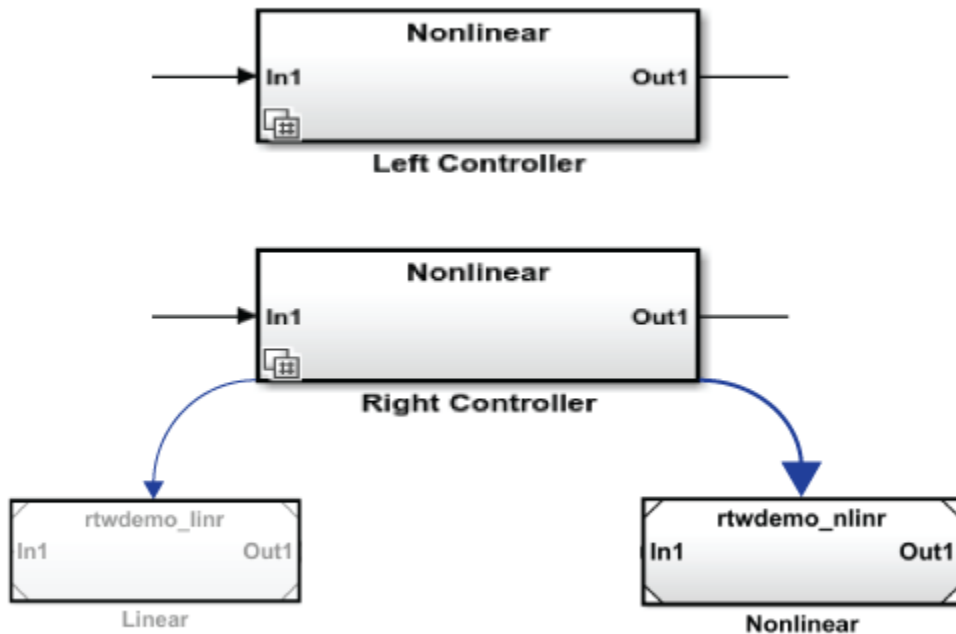 Nonlinear
In1 Out1
Left Controller
Nonlinear
In1 Out1
Right Controller
rtwdemo_linr
In1 Out1
Linear
rtwdemo_nlinr
In1 Out1
Nonlinear